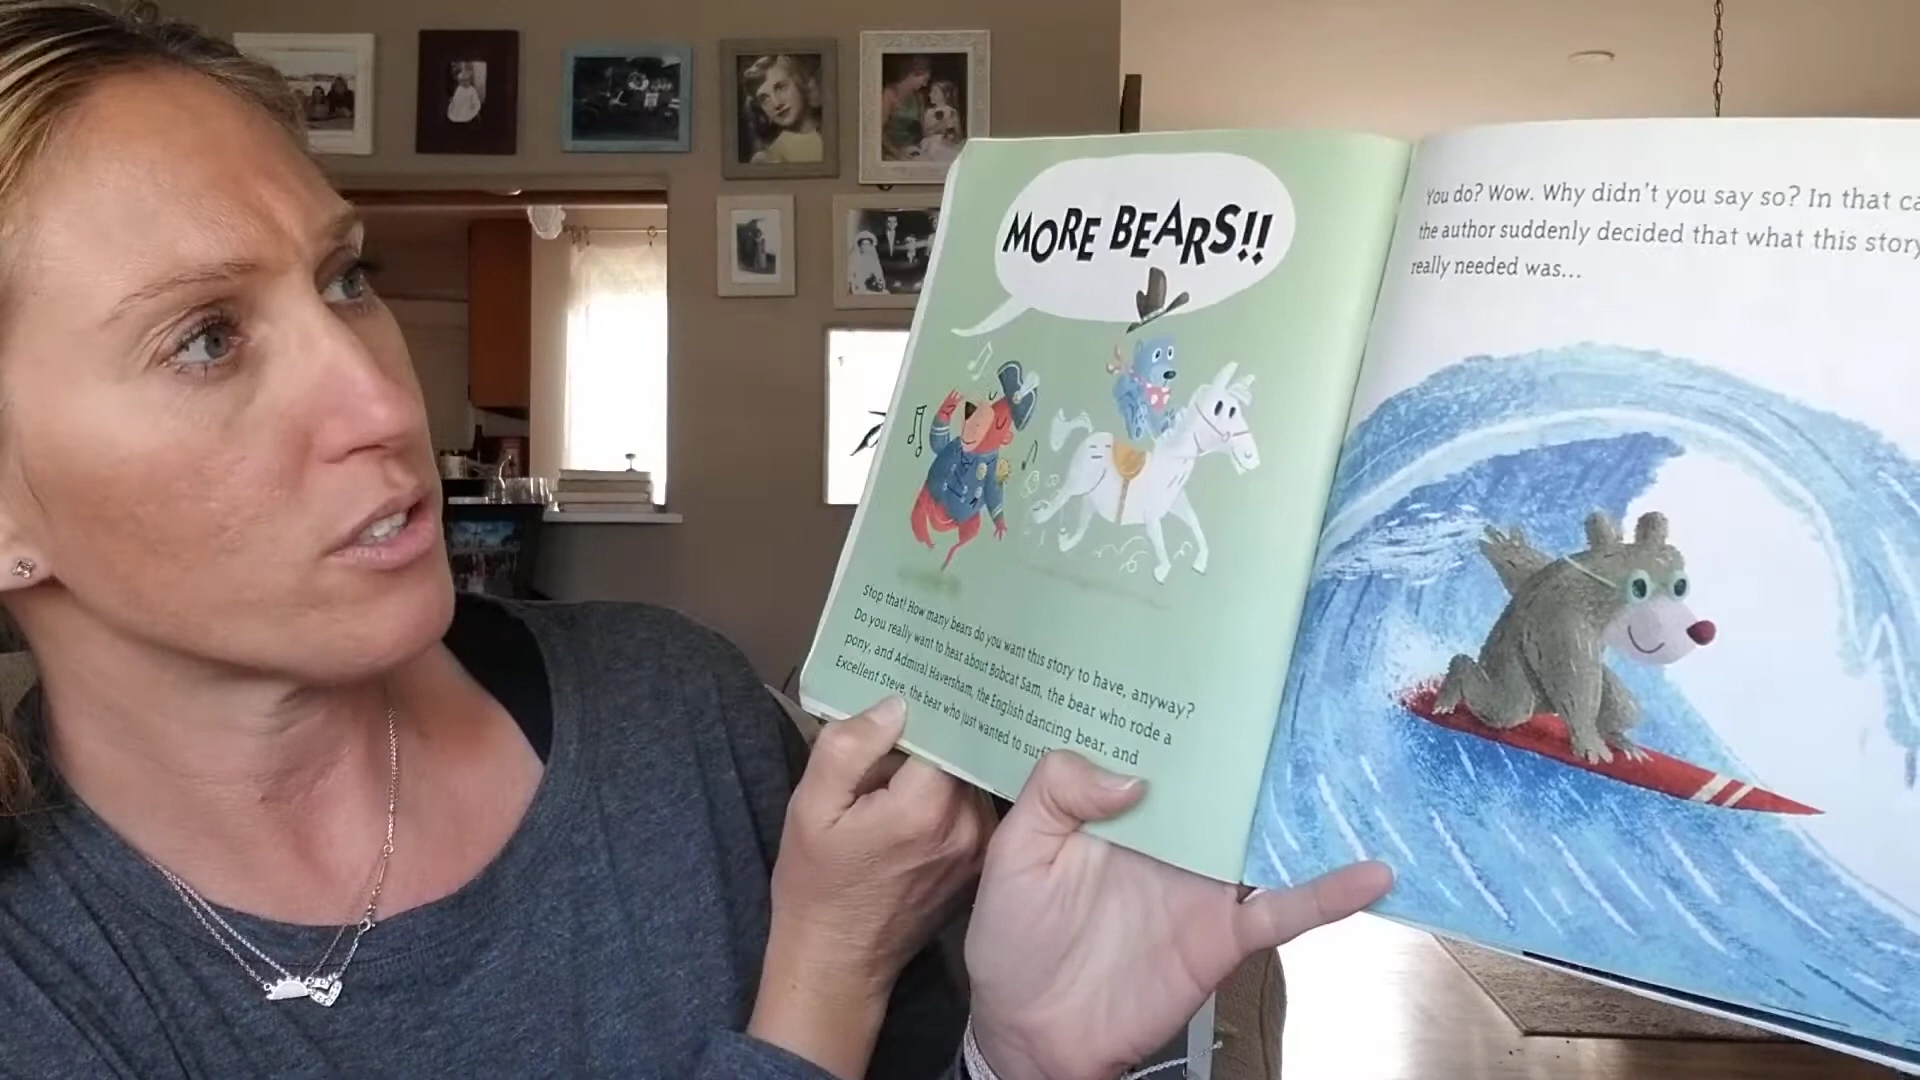 MORE BEARS!!
Stop that! How many bears do you want this story to have, anyway?
Do you really want to hear about Bobcat Sam, the bear who rode a
pony, and Admiral Haversham, the English dancing bear, and
Excellent Steve, the bear who just wanted to surf?
You do? Wow. Why didn't you say so? In that
the author suddenly decided that what this story
really needed was...